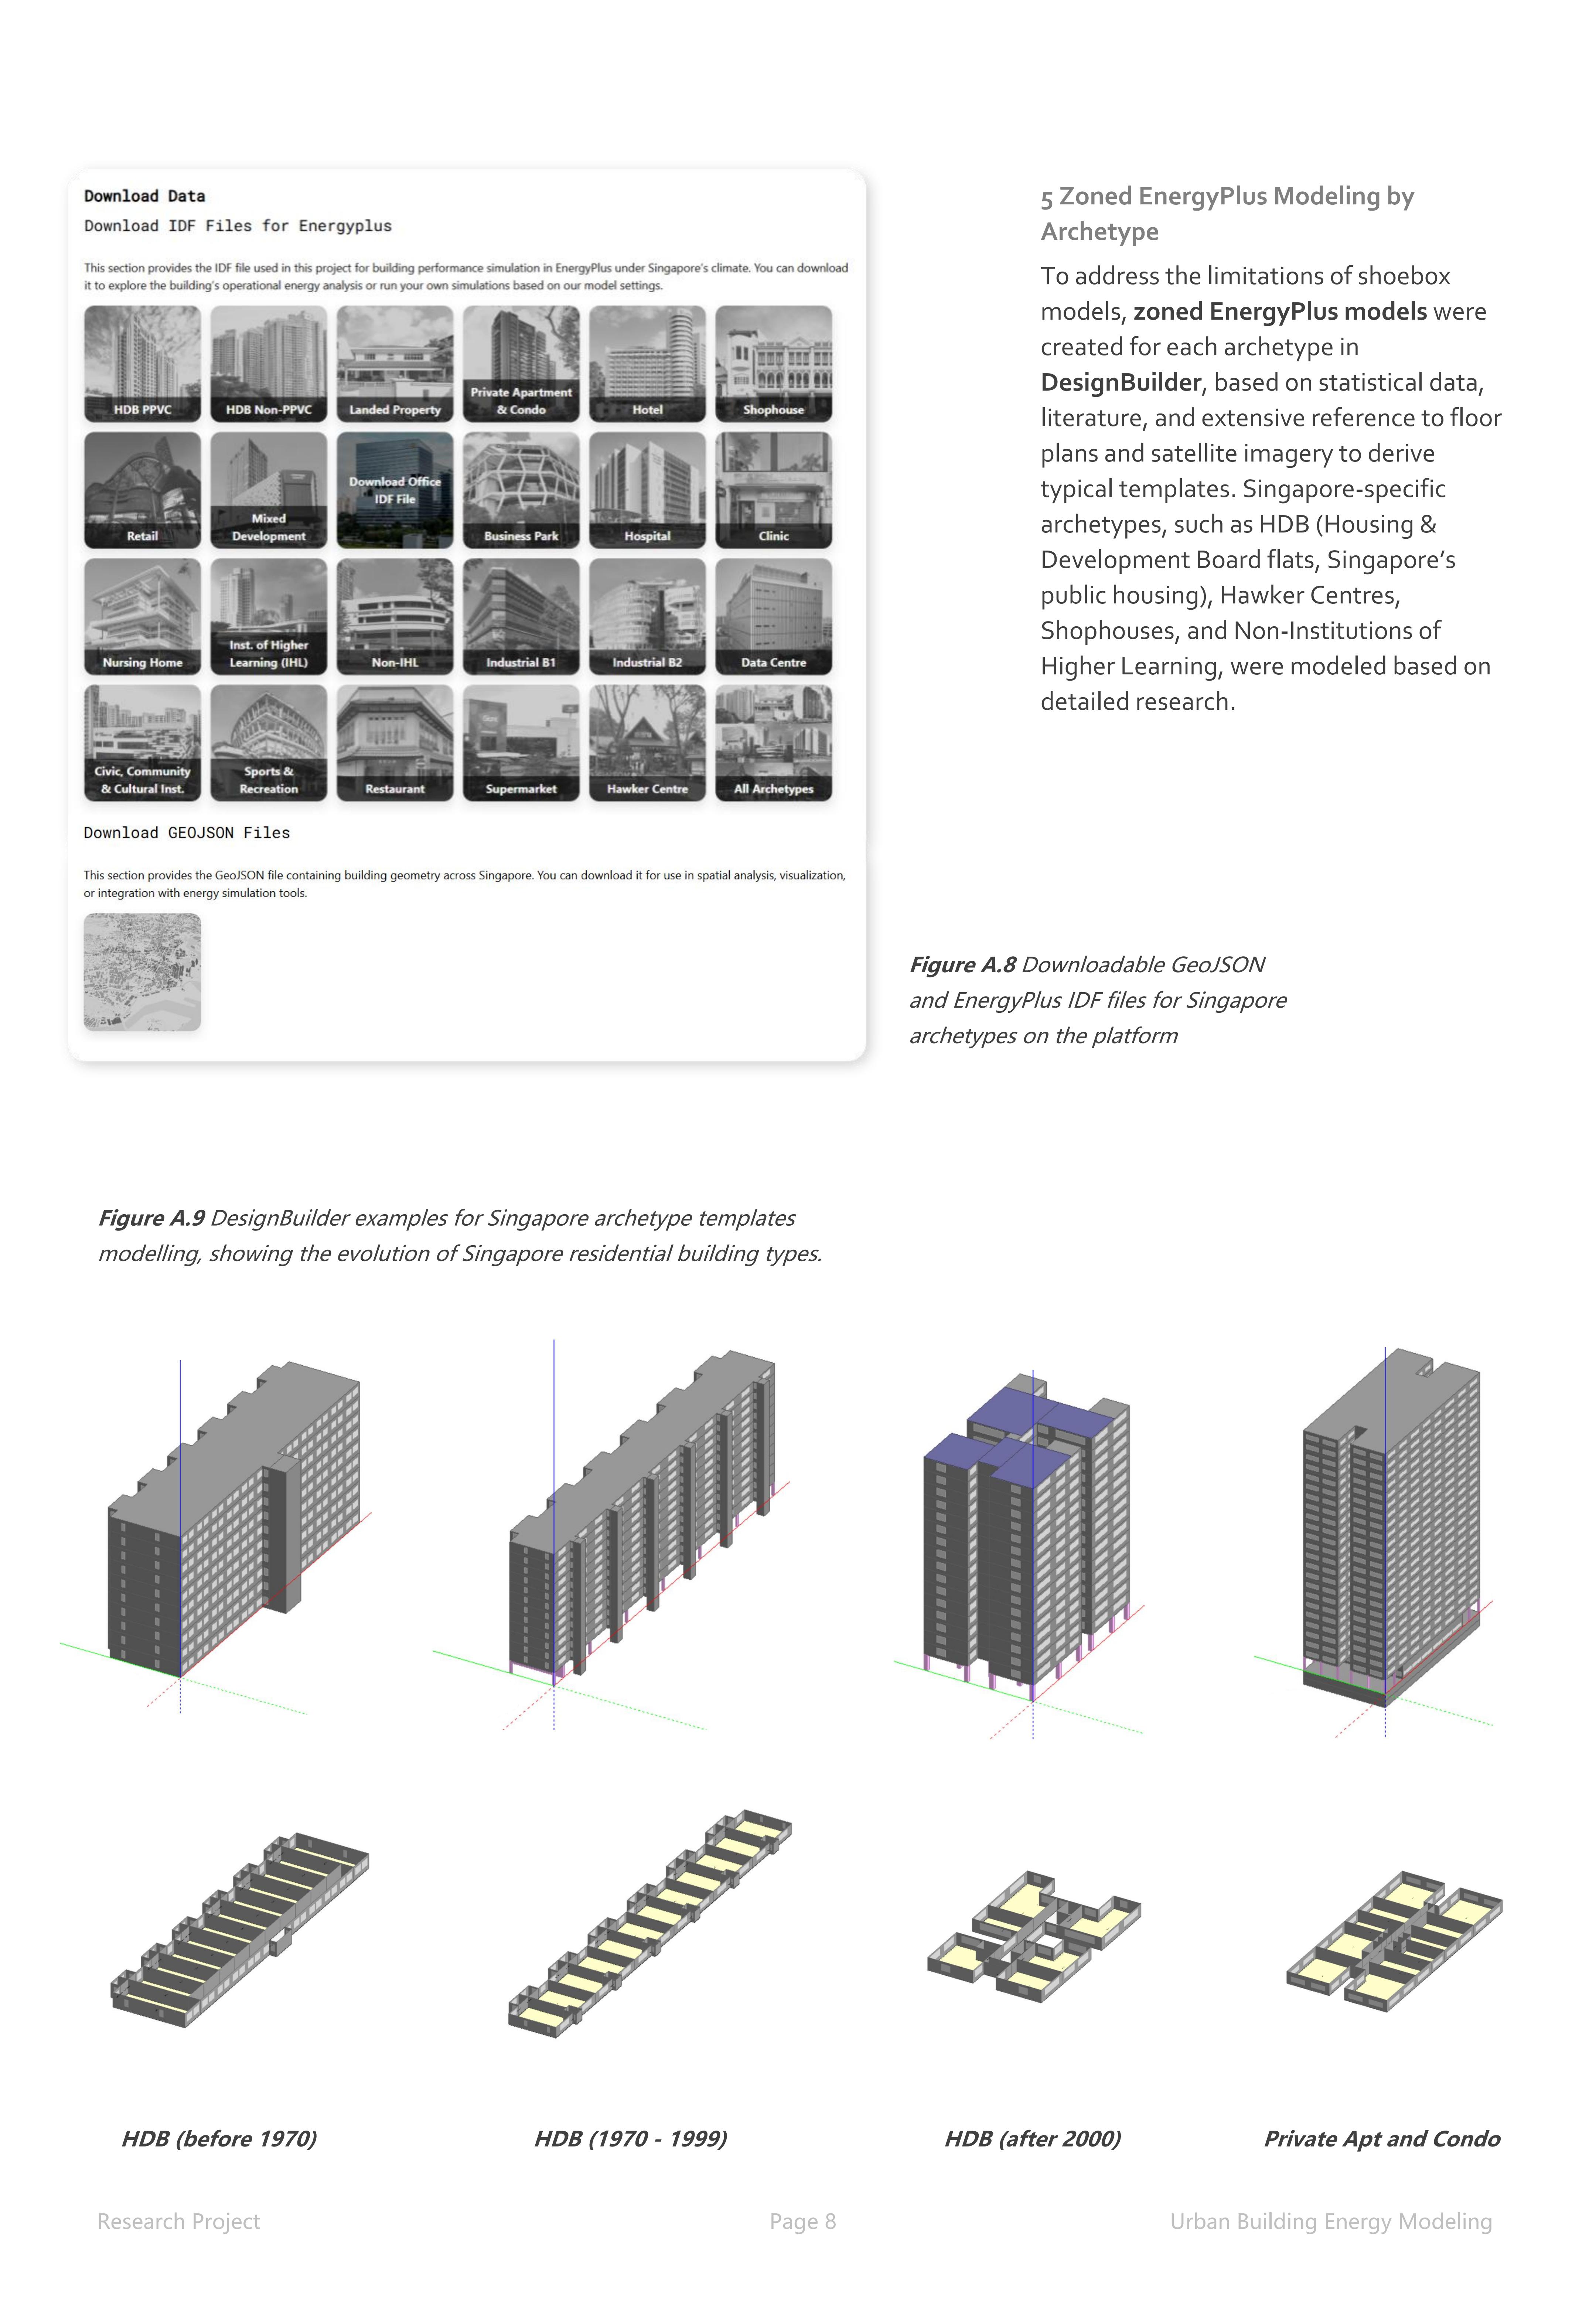 Download Data
Download IDF Files for Energyplus
This section provides the IDF file used in this project for building performance simulation in EnergyPlus under Singapore's climate. You can download
it to explore the building's operational energy analysis or run your own simulations based on our model settings.
HDB PPVC
HDB Non-PPVC
Landed Property
Private Apartment
& Condo
Hotel
Shophouse
Retail
Mixed
Development
Download Office
IDF File
Business Park
Hospital
Clinic
Nursing Home
Inst. of Higher
Learning (IHL)
Non-IHL
Industrial B1
Industrial B2
Data Centre
Civic, Community
& Cultural Inst.
Sports &
Recreation
Restaurant
Supermarket
Hawker Centre
All Archetypes
Download GEOJSON Files
This section provides the GeoJSON file containing building geometry across Singapore. You can download it for use in spatial analysis, visualization,
or integration with energy simulation tools.
5 Zoned EnergyPlus Modeling by
Archetype
To address the limitations of shoebox
models, zoned EnergyPlus models were
created for each archetype in
DesignBuilder, based on statistical data,
literature, and extensive reference to floor
plans and satellite imagery to derive
typical templates. Singapore-specific
archetypes, such as HDB (Housing &
Development Board flats, Singapore's
public housing), Hawker Centres,
Shophouses, and Non-Institutions of
Higher Learning, were modeled based on
detailed research.
Figure A.8 Downloadable GeoJSON
and EnergyPlus IDF files for Singapore
archetypes on the platform
Figure A.9 DesignBuilder examples for Singapore archetype templates
modelling, showing the evolution of Singapore residential building types.
HDB (before 1970)
HDB (1970 - 1999)
HDB (after 2000)
Private Apt and Condo
Research Project
Page 8
Urban Building Energy Modeling